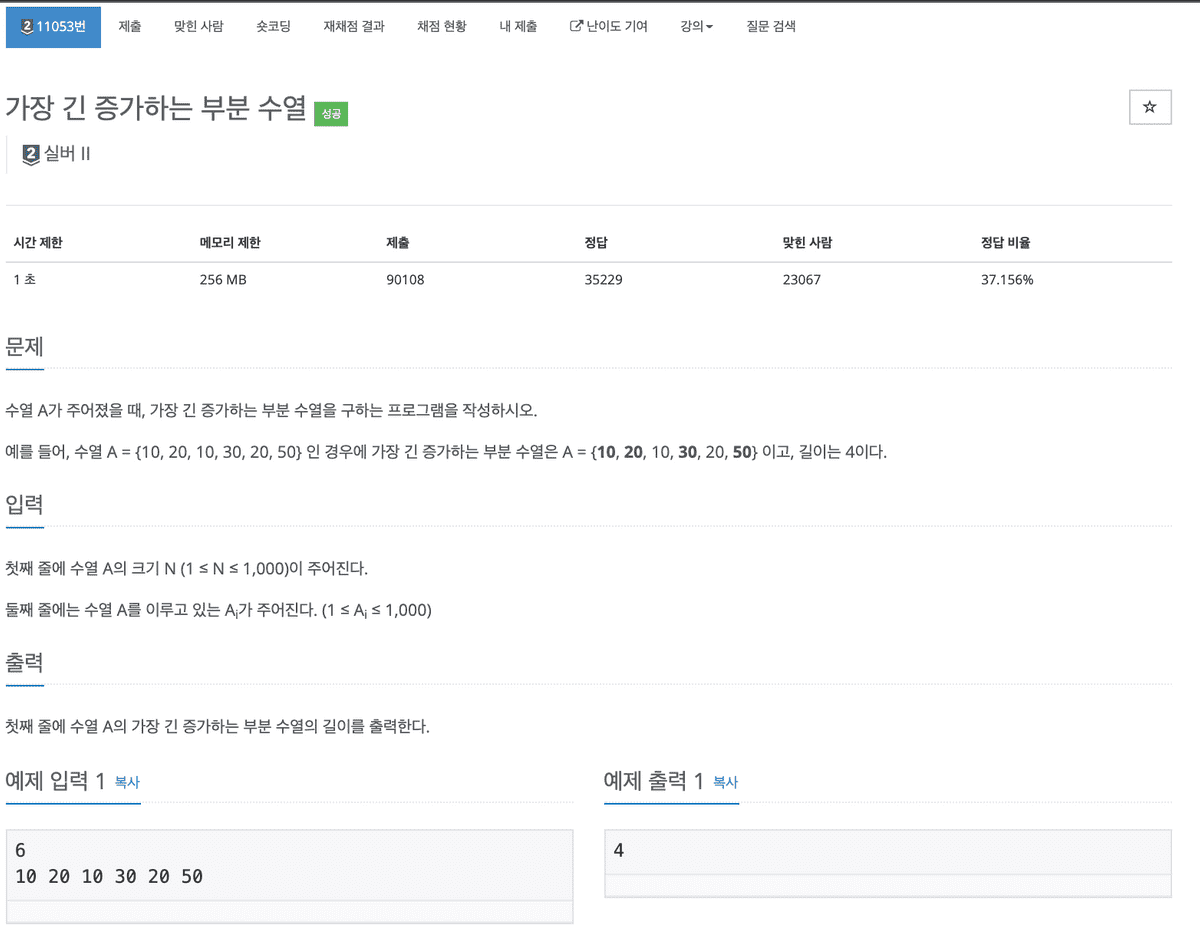 2 11053번 제출 맞힌 사람 숏코딩 재채점 결과 채점 현황 내 제출 난이도 기여 강의 질문 검색
가장 긴 증가하는 부분 수열 성공
2 실버 II
시간 제한 메모리 제한 제출 정답 맞힌 사람 정답 비율
1 초 256 MB 90108 35229 23067 37.156%
문제
수열 A가 주어졌을 때, 가장 긴 증가하는 부분 수열을 구하는 프로그램을 작성하시오.
예를 들어, 수열 A = {10, 20, 10, 30, 20, 50} 인 경우에 가장 긴 증가하는 부분 수열은 A = {10, 20, 10, 30, 20, 50} 이고, 길이는 4이다.
입력
첫째 줄에 수열 A의 크기 N (1 ≤ N ≤ 1,000)이 주어진다.
둘째 줄에는 수열 A를 이루고 있는 Ai가 주어진다. (1 ≤ Ai ≤ 1,000)
출력
첫째 줄에 수열 A의 가장 긴 증가하는 부분 수열의 길이를 출력한다.
예제 입력 1 복사
6
10 20 10 30 20 50
예제 출력 1 복사
4